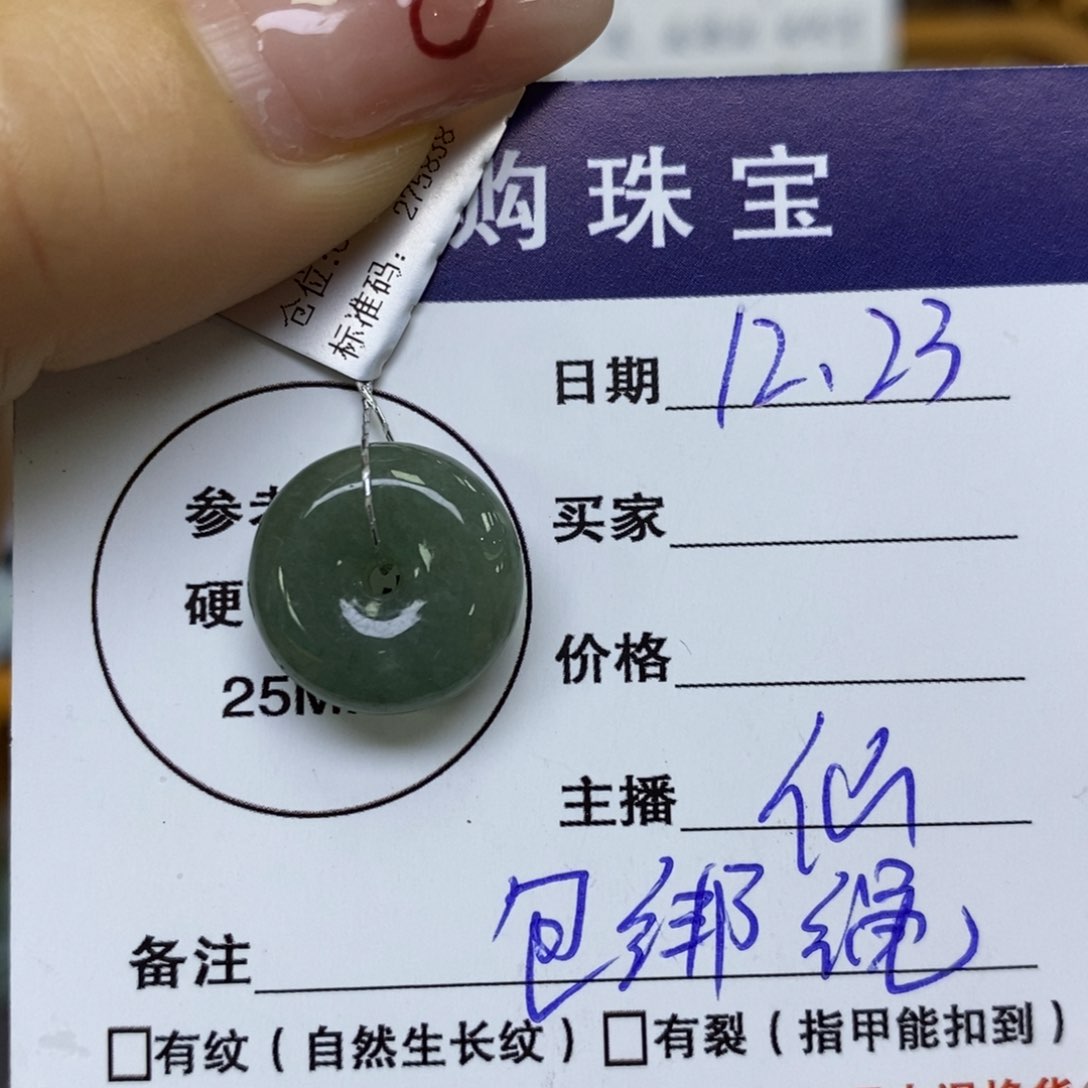 购珠宝
仓位:
标准码: 275838
日期 12、23
参考
硬
25M
买家
价格
主播 仙
备注 包绑绳
有纹(自然生长纹) 有裂(指甲能扣到)